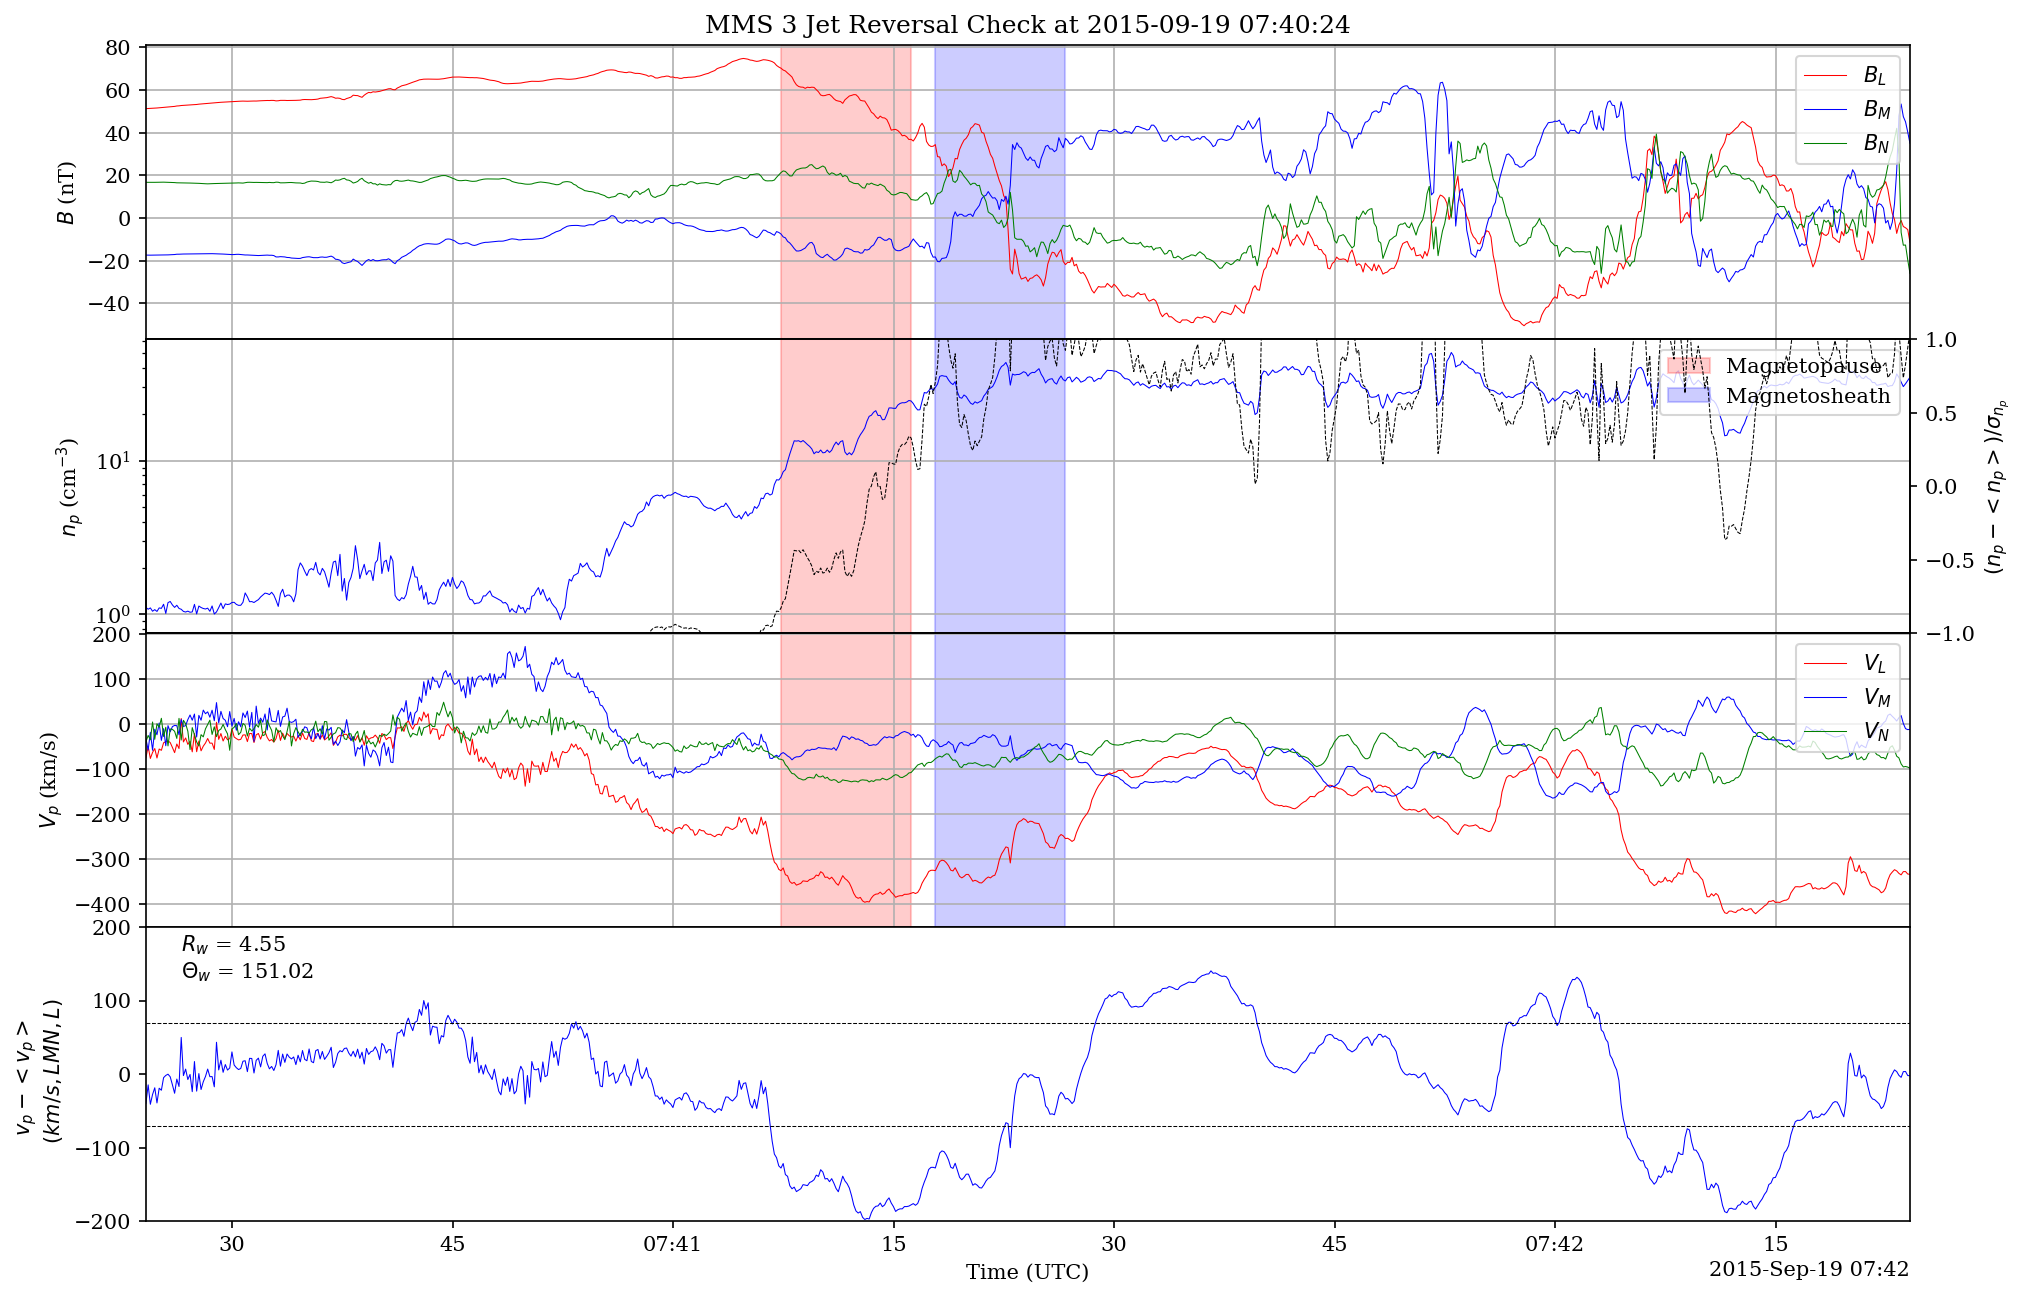 MMS 3 Jet Reversal Check at 2015-09-19 07:40:24
80
60
40
20
0
−20
−40
B (nT)
B_L
B_M
B_N
10^1
10^0
n_p (cm^−3)
1.0
0.5
0.0
−0.5
−1.0
(n_p − < n_p > )/σ_{n_p}
Magnetopause
Magnetosheath
200
100
0
−100
−200
−300
−400
V_p (km/s)
V_L
V_M
V_N
200
100
0
−100
−200
v_p − < v_p >
(km/s, LMN, L)
R_w = 4.55
Θ_w = 151.02
30
45
07:41
15
30
45
07:42
15
Time (UTC)
2015-Sep-19 07:42